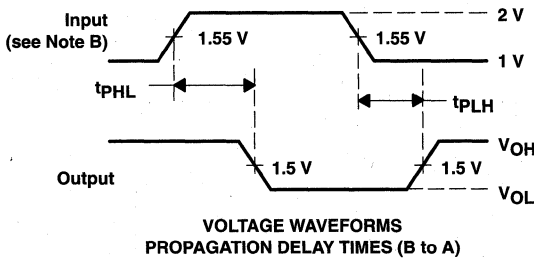 Input
(see Note B)
1.55 V
1.55 V
2 V
1 V
tPHL
tPLH
Output
1.5 V
1.5 V
VOH
VOL
VOLTAGE WAVEFORMS
PROPAGATION DELAY TIMES (B to A)